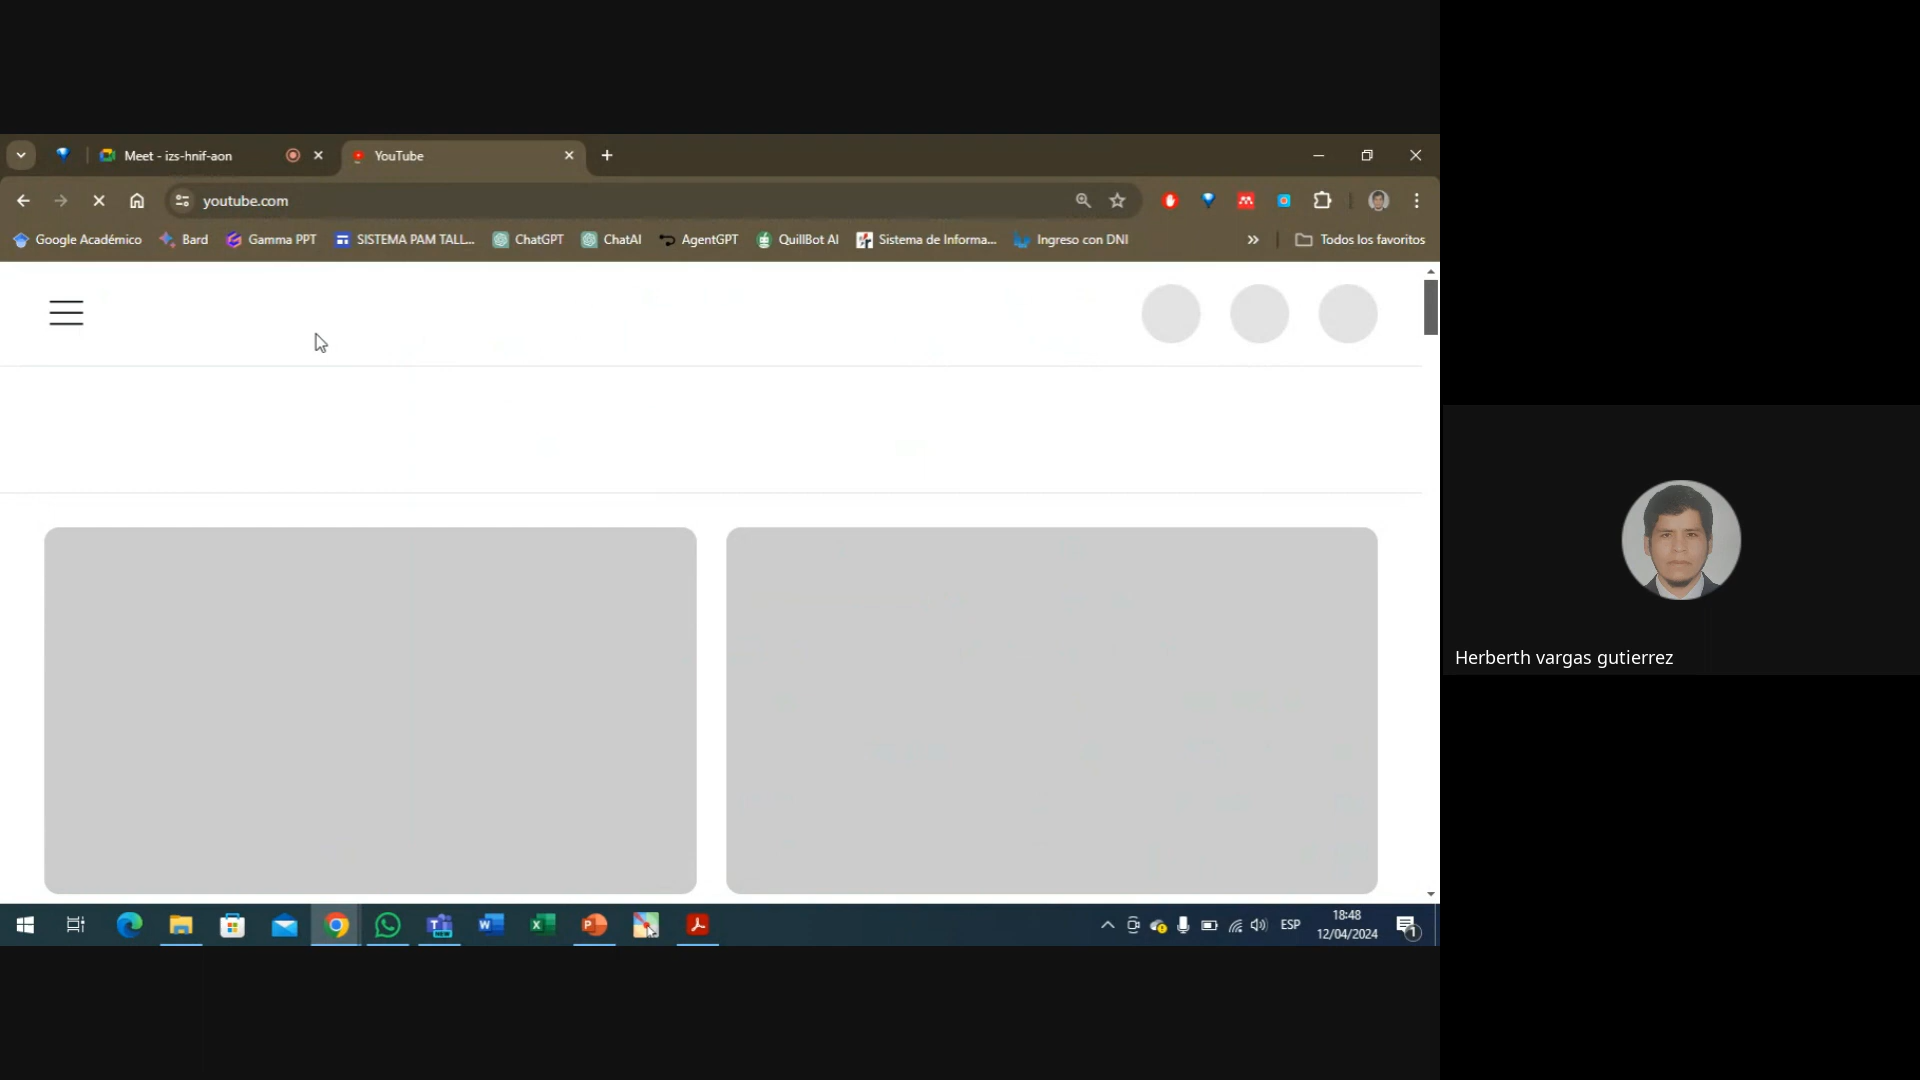 Meet - izs-hnif-aon
YouTube
youtube.com
Google Académico
Bard
Gamma PPT
SISTEMA PAM TALL...
ChatGPT
ChatAI
AgentGPT
QuillBot AI
Sistema de Informa...
Ingreso con DNI
Todos los favoritos
Herberth vargas gutierrez
ESP
18:48
12/04/2024
1